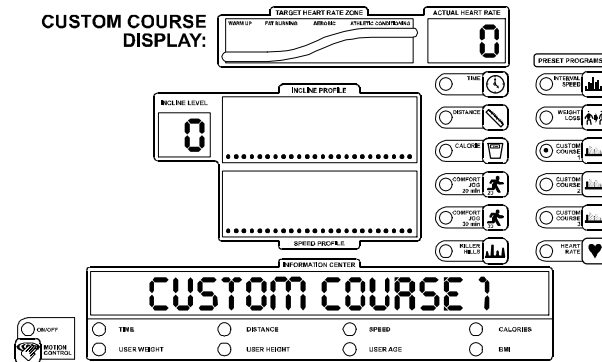 CUSTOM COURSE
DISPLAY:
TARGET HEART RATE ZONE
WARM UP FAT BURNING AEROBIC ATHLETIC CONDITIONING
ACTUAL HEART RATE
0
PRESET PROGRAMS
INCLINE PROFILE
INCLINE LEVEL
0
SPEED PROFILE
TIME
DISTANCE
CALORIE
COMFORT
JOG
20 min
COMFORT
JOG
30 min
KILLER
HILLS
INTERVAL
SPEED
WEIGHT
LOSS
CUSTOM
COURSE
1
CUSTOM
COURSE
2
CUSTOM
COURSE
3
HEART
RATE
INFORMATION CENTER
CUSTOM COURSE 1
ON/OFF
MOTION
CONTROL
TIME DISTANCE SPEED CALORIES
USER WEIGHT USER HEIGHT USER AGE BMI